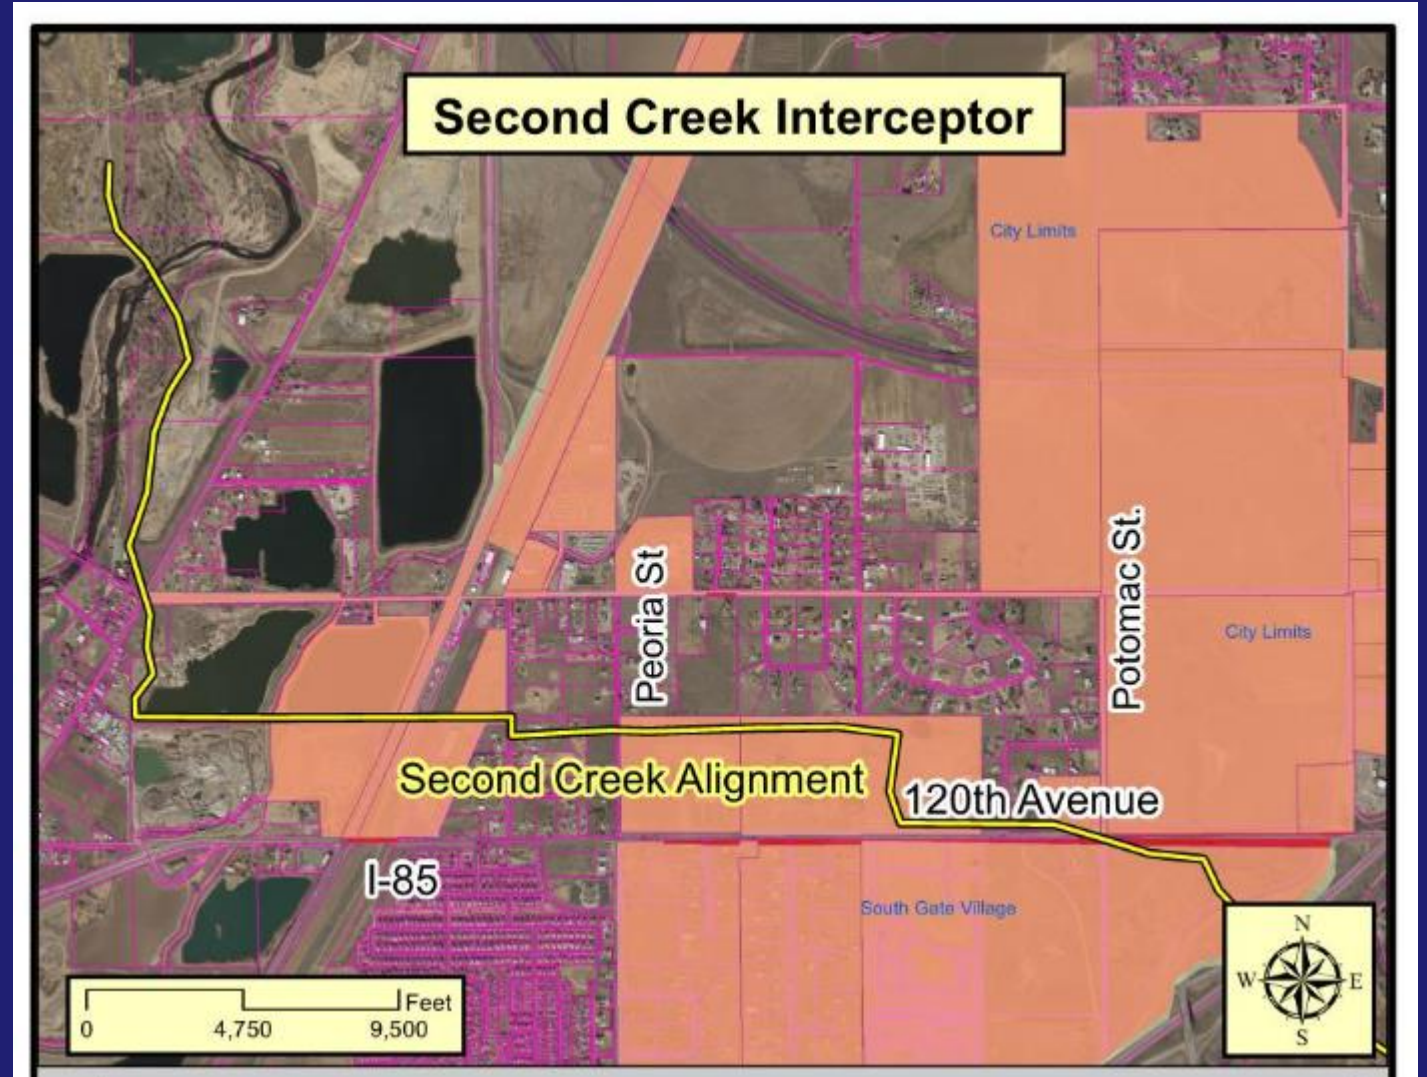 Second Creek Interceptor
City Limits
Peoria St
Potomac St.
City Limits
Second Creek Alignment
120th Avenue
I-85
South Gate Village
N
W E
S
Feet
0 4,750 9,500